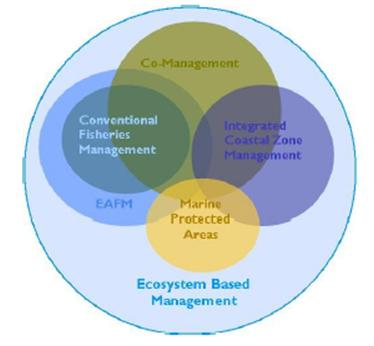 Co-Management
Conventional
Fisheries
Management
Integrated
Coastal Zone
Management
EAFM
Marine
Protected
Areas
Ecosystem Based
Management